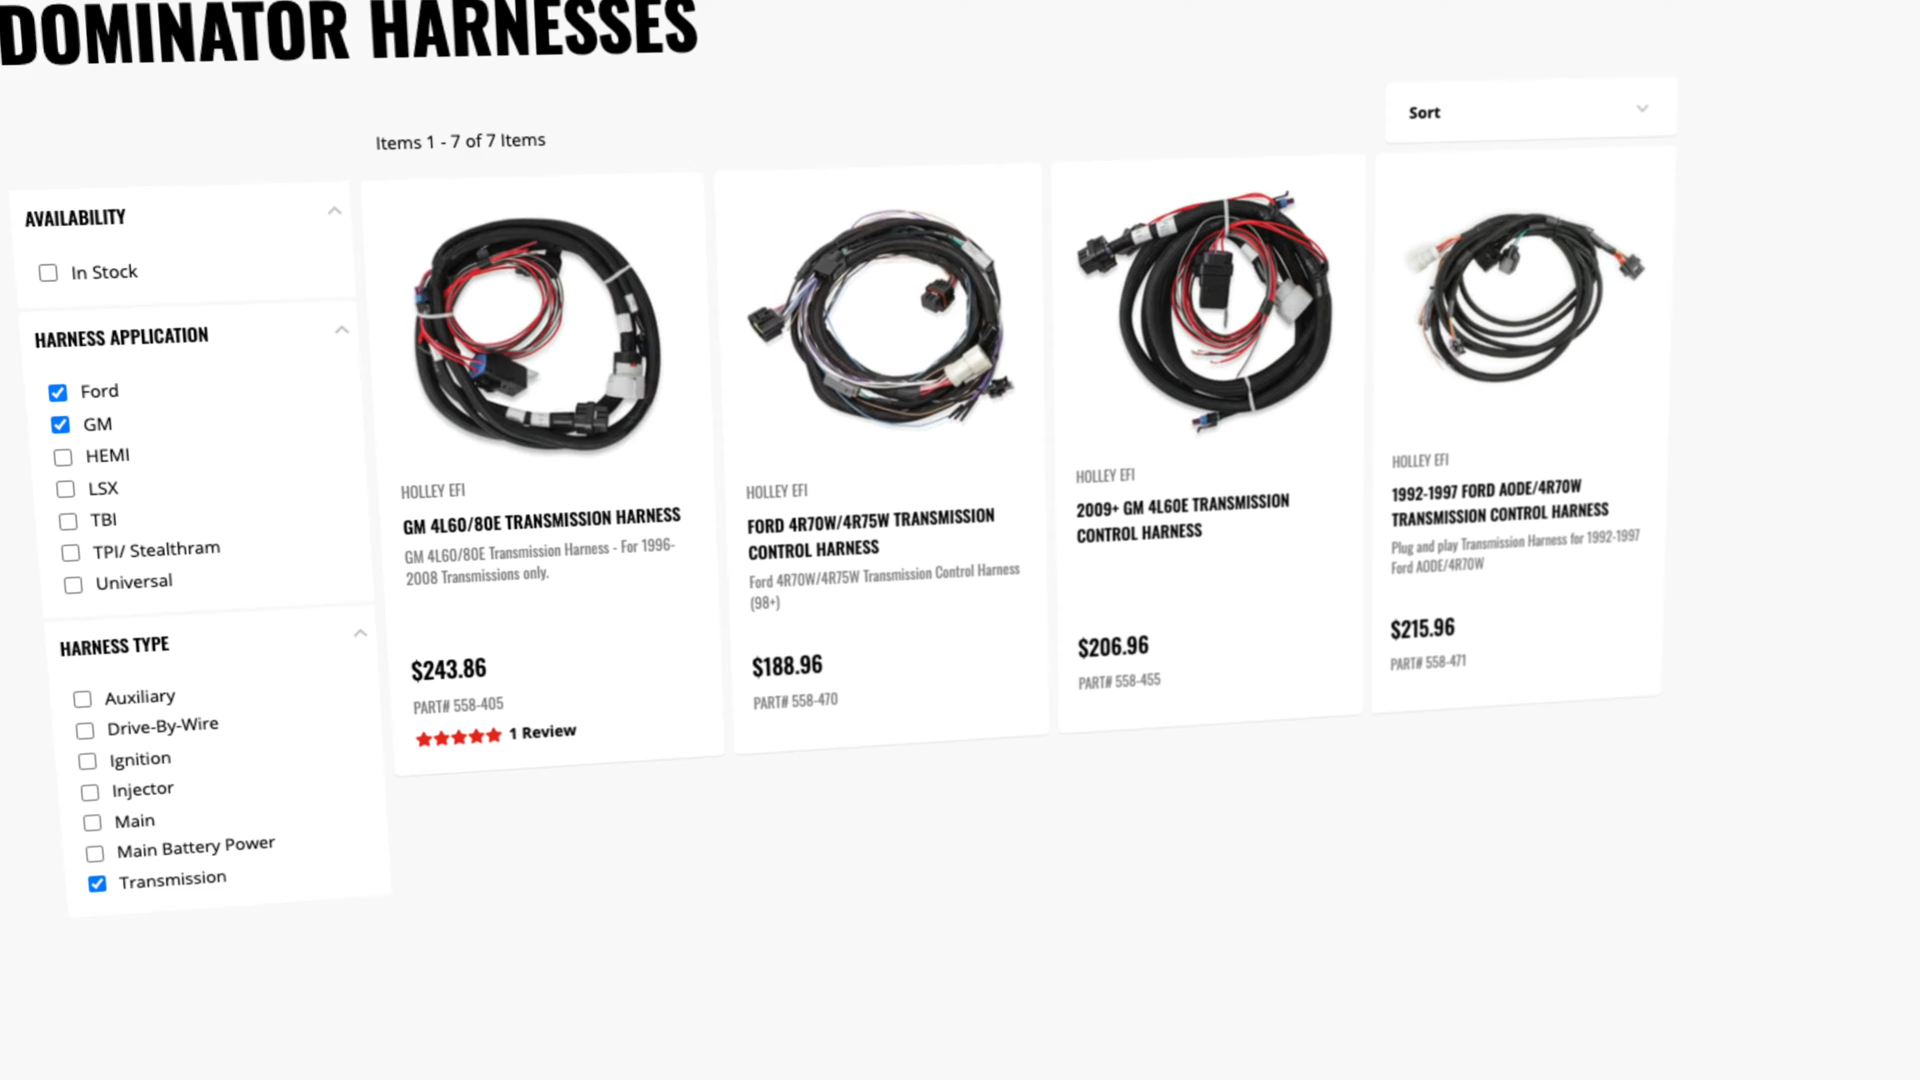 DOMINATOR HARNESSES
Items 1 - 7 of 7 Items
Sort
AVAILABILITY
In Stock
HARNESS APPLICATION
Ford
GM
HEMI
LSX
TBI
TPI/ Stealthram
Universal
HARNESS TYPE
Auxiliary
Drive-By-Wire
Ignition
Injector
Main
Main Battery Power
Transmission
HOLLEY EFI
GM 4L60/80E TRANSMISSION HARNESS
GM 4L60/80E Transmission Harness - For 1996-
2008 Transmissions only.
$243.86
PART# 558-405
1 Review
HOLLEY EFI
FORD 4R70W/4R75W TRANSMISSION
CONTROL HARNESS
Ford 4R70W/4R75W Transmission Control Harness
(98+)
$188.96
PART# 558-470
HOLLEY EFI
2009+ GM 4L60E TRANSMISSION
CONTROL HARNESS
$206.96
PART# 558-455
HOLLEY EFI
1992-1997 FORD AODE/4R70W
TRANSMISSION CONTROL HARNESS
Plug and play Transmission Harness for 1992-1997
Ford AODE/4R70W
$215.96
PART# 558-471